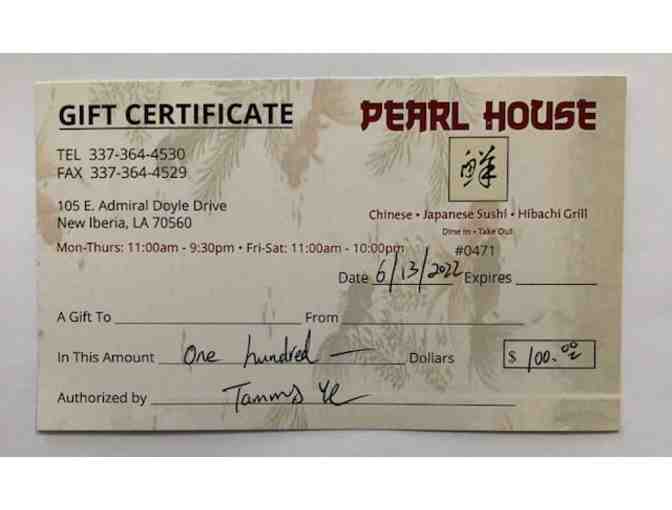 GIFT CERTIFICATE
PEARL HOUSE
鮮
TEL 337-364-4530
FAX 337-364-4529
105 E. Admiral Doyle Drive
New Iberia, LA 70560
Chinese • Japanese Sushi • Hibachi Grill
Dine in • Take Out
Mon-Thurs: 11:00am - 9:30pm • Fri-Sat: 11:00am - 10:00pm
#0471
Date 6/13/2022 Expires
A Gift To From
In This Amount One hundred — Dollars $ 100.00
Authorized by Tammy Ye